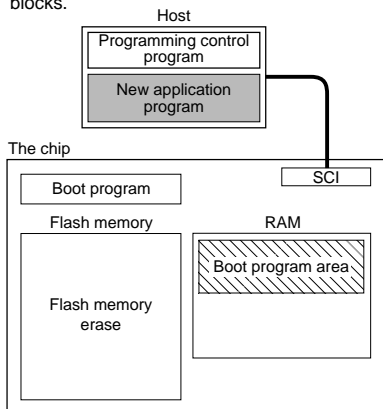 blocks.
Host
Programming control
program
New application
program
The chip
SCI
Boot program
Flash memory
RAM
Boot program area
Flash memory
erase